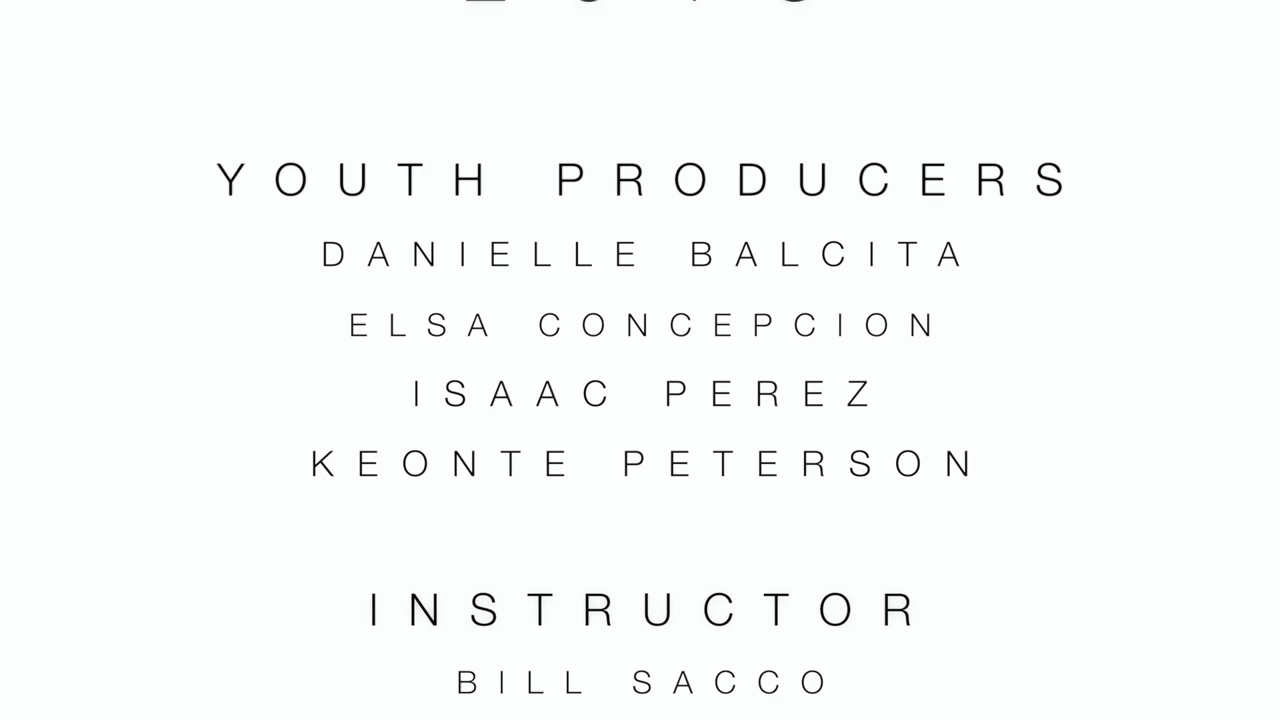 YOUTH PRODUCERS
DANIELLE BALCITA
ELSA CONCEPCION
ISAAC PEREZ
KEONTE PETERSON
INSTRUCTOR
BILL SACCO